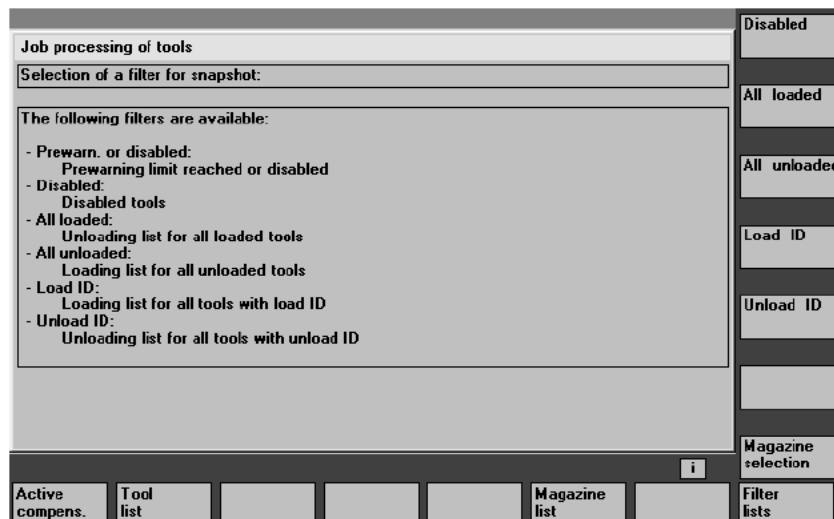 Job processing of tools
Selection of a filter for snapshot:
The following filters are available:
- Prewarn. or disabled:
Prewarning limit reached or disabled
- Disabled:
Disabled tools
- All loaded:
Unloading list for all loaded tools
- All unloaded:
Loading list for all unloaded tools
- Load ID:
Loading list for all tools with load ID
- Unload ID:
Unloading list for all tools with unload ID
Disabled
All loaded
All unloaded
Load ID
Unload ID
Magazine
selection
i
Active
compens.
Tool
list
Magazine
list
Filter
lists